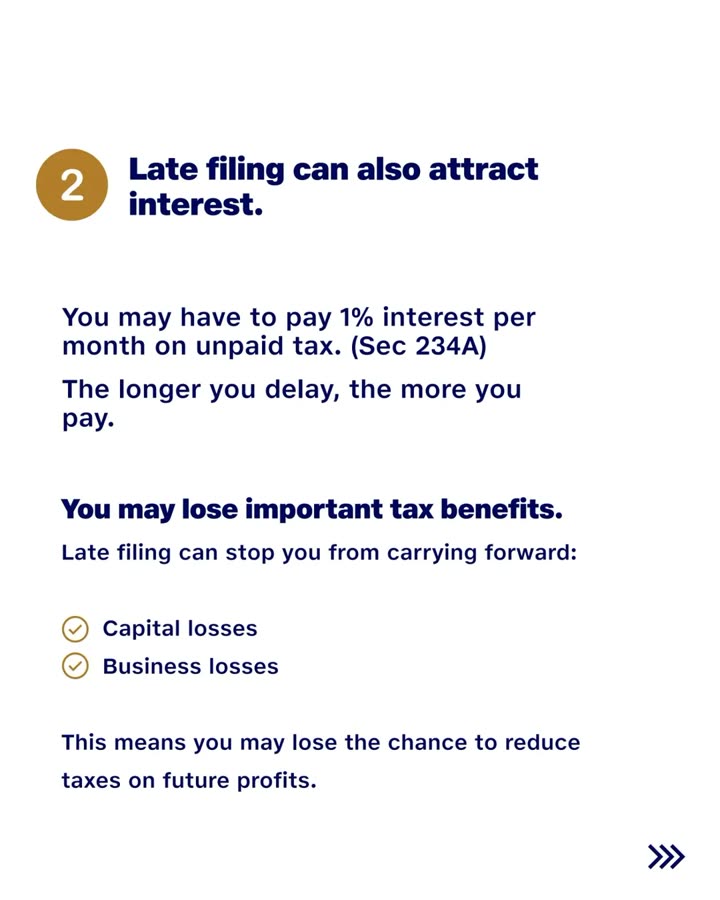 2
Late filing can also attract
interest.
You may have to pay 1% interest per
month on unpaid tax. (Sec 234A)
The longer you delay, the more you
pay.
You may lose important tax benefits.
Late filing can stop you from carrying forward:
Capital losses
Business losses
This means you may lose the chance to reduce
taxes on future profits.